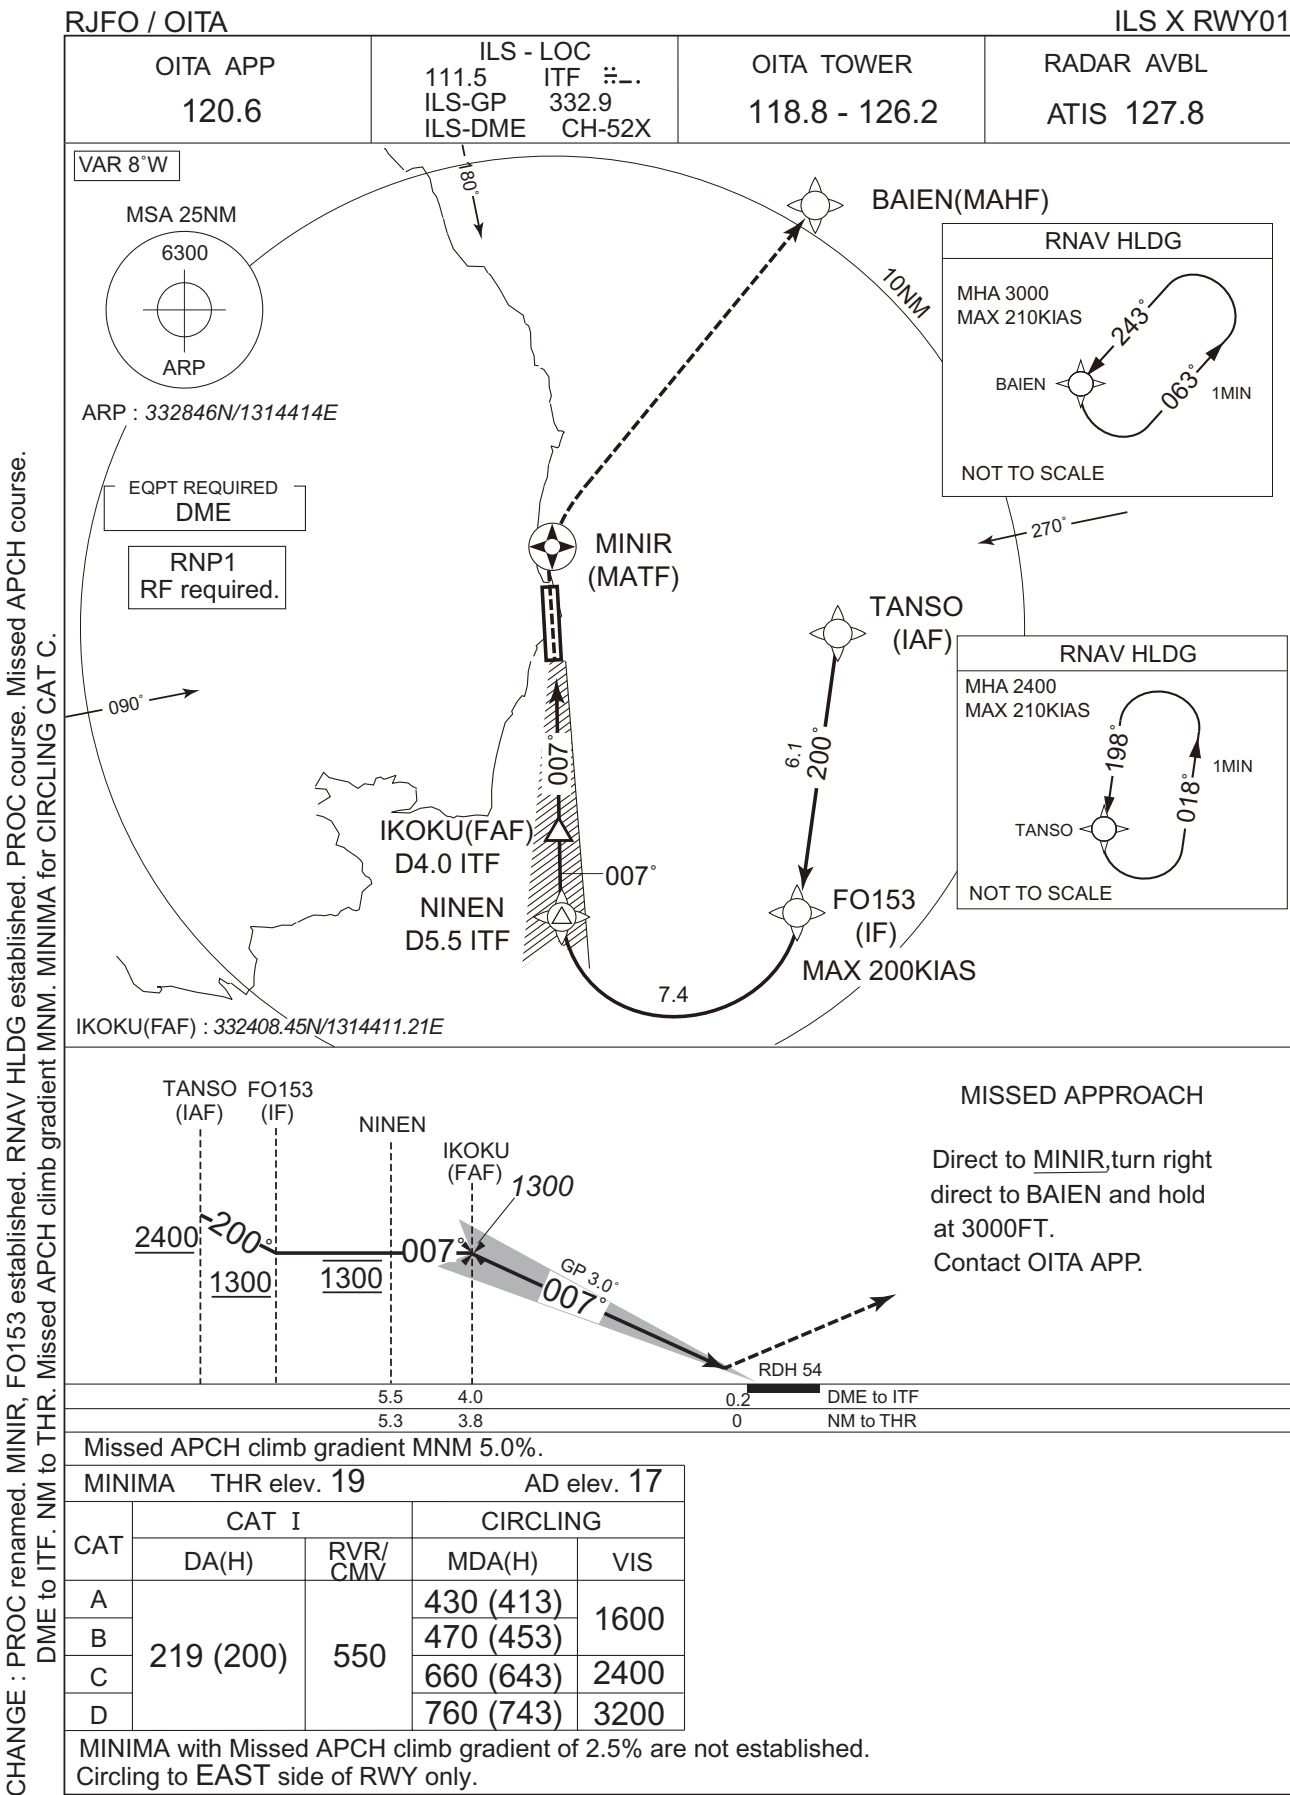 RJFO / OITA
ILS X RWY01
OITA APP
120.6
ILS - LOC
111.5 ITF
ILS-GP 332.9
ILS-DME CH-52X
OITA TOWER
118.8 - 126.2
RADAR AVBL
ATIS 127.8
VAR 8°W
MSA 25NM
6300
ARP
ARP : 332846N/1314414E
EQPT REQUIRED
DME
RNP1
RF required.
180°
BAIEN(MAHF)
10NM
RNAV HLDG
MHA 3000
MAX 210KIAS
243°
063°
BAIEN
1MIN
NOT TO SCALE
270°
MINIR
(MATF)
TANSO
(IAF)
090°
RNAV HLDG
MHA 2400
MAX 210KIAS
198°
018°
1MIN
TANSO
NOT TO SCALE
6.1
200°
007°
IKOKU(FAF)
D4.0 ITF
007°
NINEN
D5.5 ITF
FO153
(IF)
MAX 200KIAS
7.4
IKOKU(FAF) : 332408.45N/1314411.21E
TANSO
(IAF)
FO153
(IF)
NINEN
IKOKU
(FAF)
1300
2400
200°
1300
1300
007°
GP 3.0°
007°
RDH 54
5.5 4.0 0.2 DME to ITF
5.3 3.8 0 NM to THR
MISSED APPROACH
Direct to MINIR,turn right
direct to BAIEN and hold
at 3000FT.
Contact OITA APP.
Missed APCH climb gradient MNM 5.0%.
MINIMA THR elev. 19 AD elev. 17
CAT
CAT I
CIRCLING
DA(H)
RVR/
CMV
MDA(H)
VIS
A
B
C
D
219 (200)
550
430 (413)
470 (453)
660 (643)
760 (743)
1600
2400
3200
MINIMA with Missed APCH climb gradient of 2.5% are not established.
Circling to EAST side of RWY only.
CHANGE : PROC renamed. MINIR, FO153 established. RNAV HLDG established. PROC course. Missed APCH course.
DME to ITF. NM to THR. Missed APCH climb gradient MNM. MINIMA for CIRCLING CAT C.